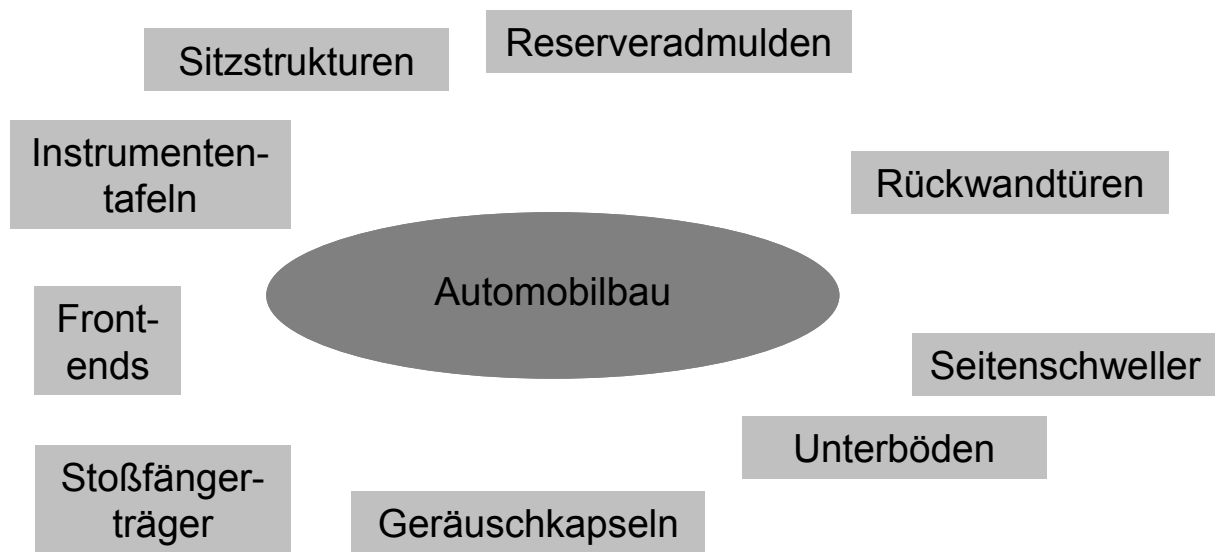 Reserveradmulden
Sitzstrukturen
Instrumenten-
tafeln
Rückwandtüren
Automobilbau
Front-
ends
Seitenschweller
Unterböden
Stoßfänger-
träger
Geräuschkapseln